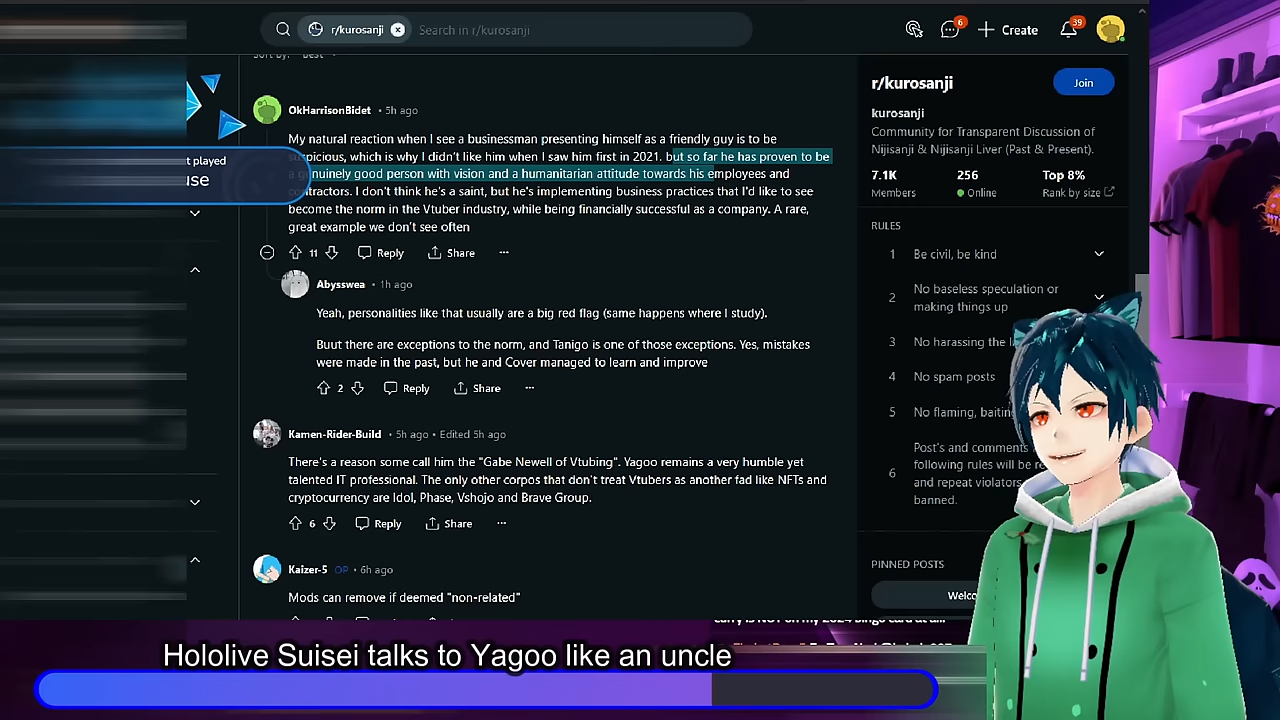 r/kurosanji
Search in r/kurosanji
6
Create
39
OkHarrisonBidet • 5h ago
My natural reaction when I see a businessman presenting himself as a friendly guy is to be
suspicious, which is why I didn't like him when I saw him first in 2021. but so far he has proven to be
a genuinely good person with vision and a humanitarian attitude towards his employees and
contractors. I don't think he's a saint, but he's implementing business practices that I'd like to see
become the norm in the Vtuber industry, while being financially successful as a company. A rare,
great example we don't see often
11 Reply Share
Abysswea • 1h ago
Yeah, personalities like that usually are a big red flag (same happens where I study).
Buut there are exceptions to the norm, and Tanigo is one of those exceptions. Yes, mistakes
were made in the past, but he and Cover managed to learn and improve
2 Reply Share
Kamen-Rider-Build • 5h ago • Edited 5h ago
There's a reason some call him the "Gabe Newell of Vtubing". Yagoo remains a very humble yet
talented IT professional. The only other corpos that don't treat Vtubers as another fad like NFTs and
cryptocurrency are Idol, Phase, Vshojo and Brave Group.
6 Reply Share
Kaizer-5 OP • 6h ago
Mods can remove if deemed "non-related"
t played
use
r/kurosanji
Join
kurosanji
Community for Transparent Discussion of
Nijisanji & Nijisanji Liver (Past & Present).
7.1K 256 Top 8%
Members Online Rank by size
RULES
1 Be civil, be kind
2 No baseless speculation or
making things up
3 No harassing the
4 No spam posts
5 No flaming, baitin
6 Post's and comments
following rules will be re
and repeat violators
banned.
PINNED POSTS
Welco
Hololive Suisei talks to Yagoo like an uncle